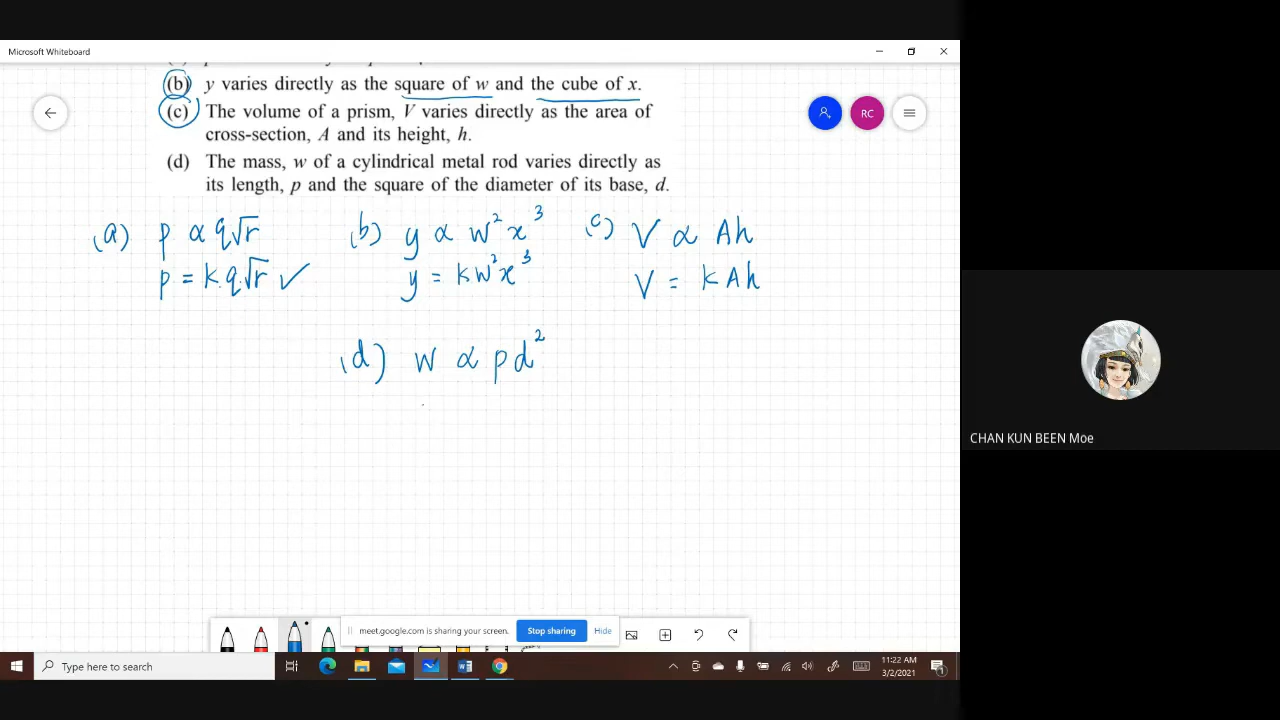 Microsoft Whiteboard
(b) y varies directly as the square of w and the cube of x.
(c) The volume of a prism, V varies directly as the area of
cross-section, A and its height, h.
(d) The mass, w of a cylindrical metal rod varies directly as
its length, p and the square of the diameter of its base, d.
RC
(a) p ∝ q√r (b) y ∝ w²x³ (c) V ∝ Ah
p = k.q.√r ✓ y = kw²x³ V = kAh
(d) w ∝ pd²
CHAN KUN BEEN Moe
meet.google.com is sharing your screen. Stop sharing Hide
Type here to search
11:22 AM
3/2/2021
1